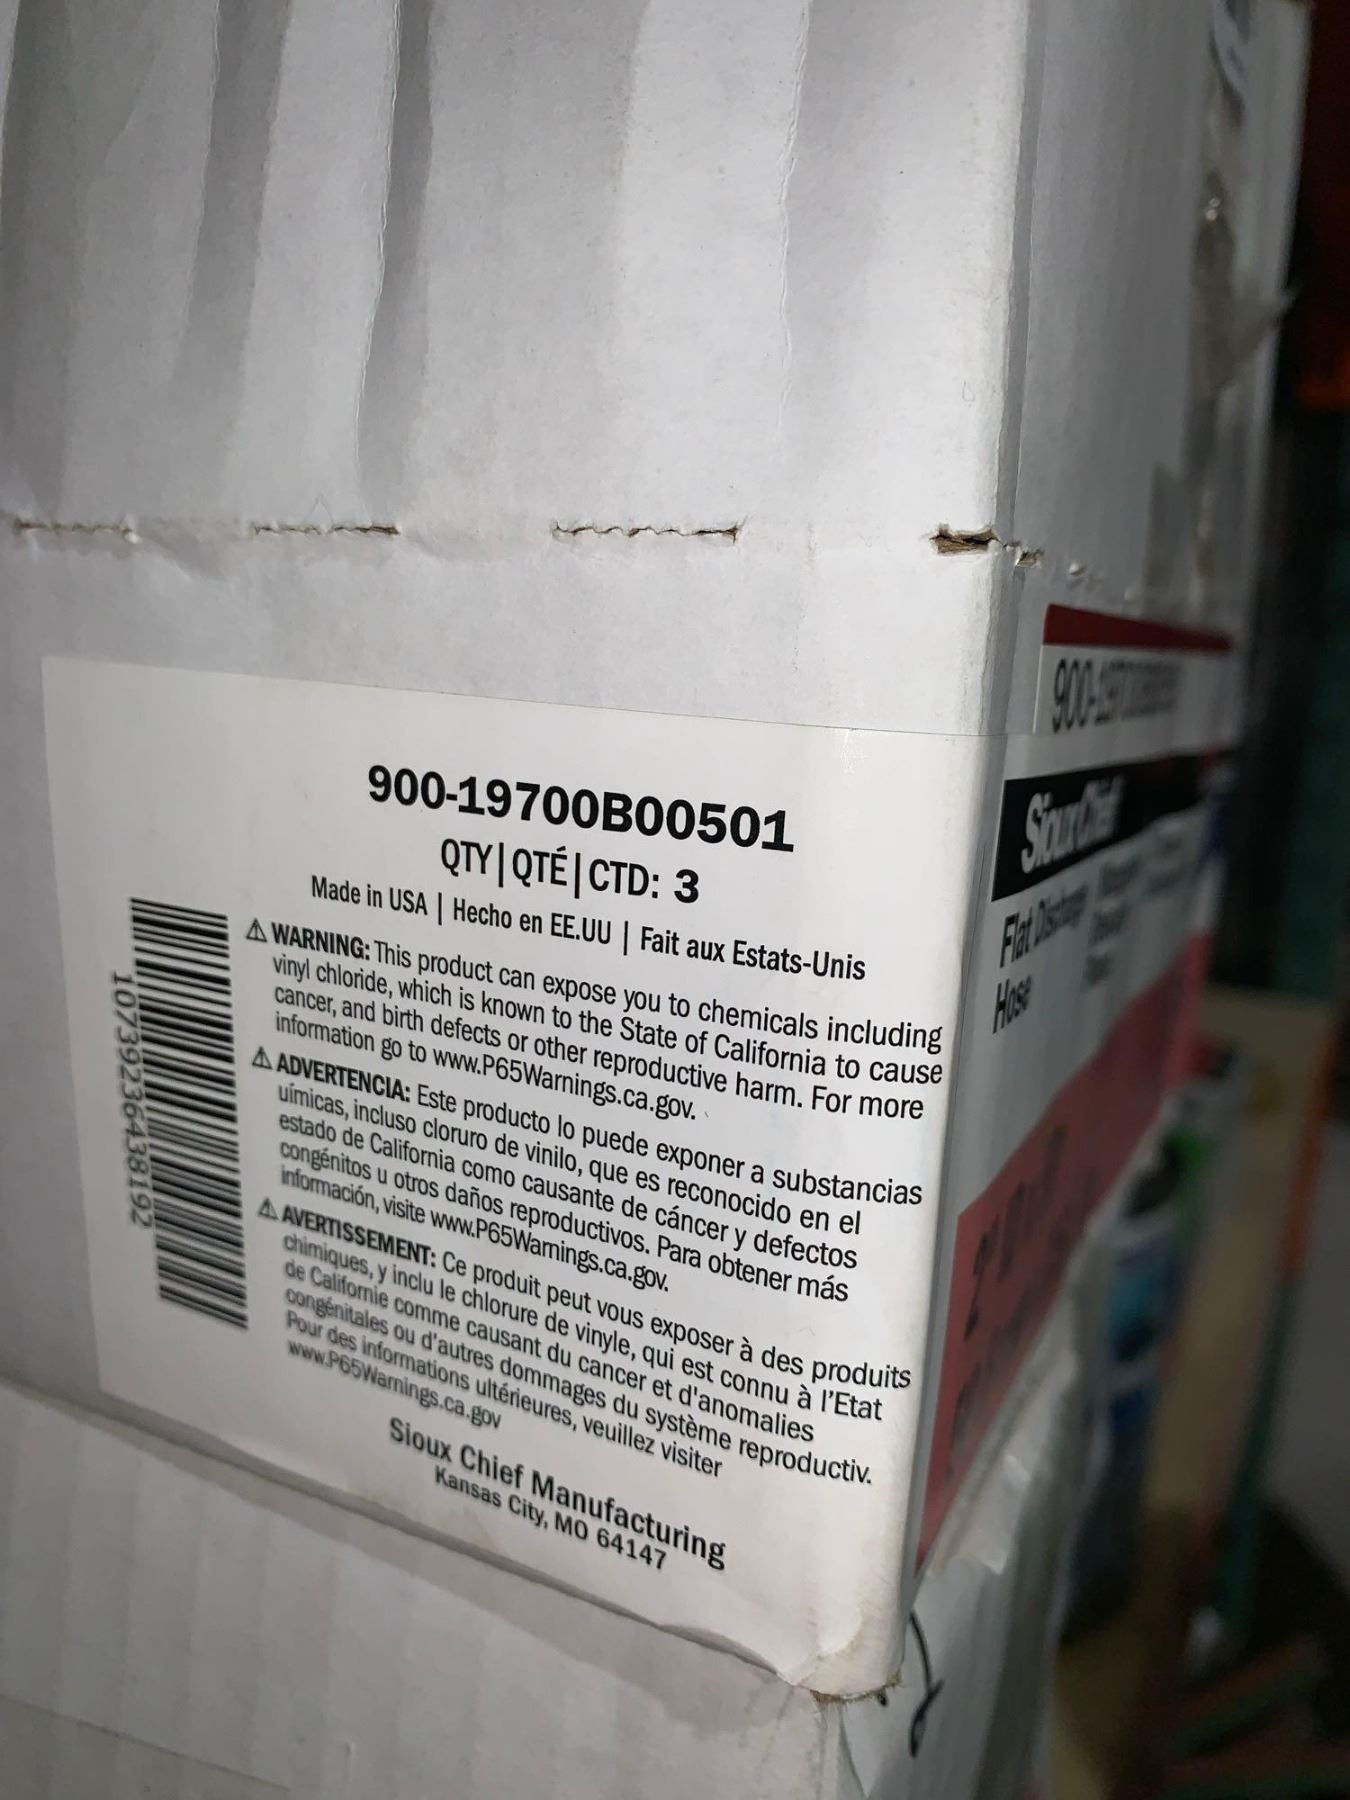 900-19700B00501
QTY|QTÉ|CTD: 3
Made in USA | Hecho en EE.UU | Fait aux Estats-Unis
⚠ WARNING: This product can expose you to chemicals including
vinyl chloride, which is known to the State of California to cause
cancer, and birth defects or other reproductive harm. For more
information go to www.P65Warnings.ca.gov.
⚠ ADVERTENCIA: Este producto lo puede exponer a substancias
uímicas, incluso cloruro de vinilo, que es reconocido en el
estado de California como causante de cáncer y defectos
congénitos u otros daños reproductivos. Para obtener más
información, visite www.P65Warnings.ca.gov.
⚠ AVERTISSEMENT: Ce produit peut vous exposer à des produits
chimiques, y inclu le chlorure de vinyle, qui est connu à l'Etat
de Californie comme causant du cancer et d'anomalies
congénitales ou d'autres dommages du système reproductiv.
Pour des informations ultérieures, veuillez visiter
www.P65Warnings.ca.gov
Sioux Chief Manufacturing
Kansas City, MO 64147
10739236438192
SiouxChief
Flat Discharge
Hose
2"